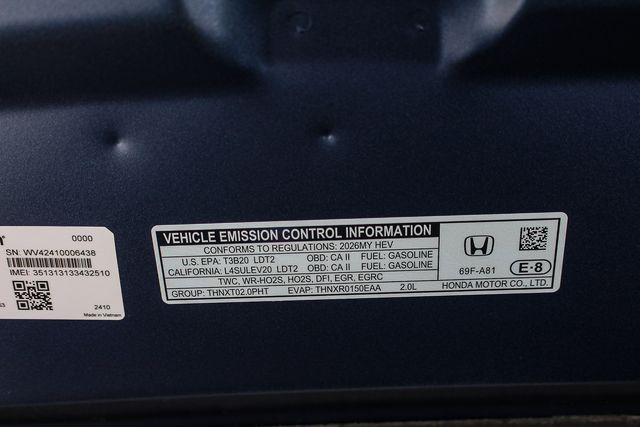 0000
SN: WV42410006438
IMEI: 351313133432510
2410
Made in Vietnam
VEHICLE EMISSION CONTROL INFORMATION
CONFORMS TO REGULATIONS: 2026MY HEV
U.S. EPA: T3B20 LDT2 OBD: CA II FUEL: GASOLINE
CALIFORNIA: L4SULEV20 LDT2 OBD: CA II FUEL: GASOLINE
TWC, WR-HO2S, HO2S, DFI, EGR, EGRC
GROUP: THNXT02.0PHT EVAP: THNXR0150EAA 2.0L
69F-A81
E-8
HONDA MOTOR CO., LTD.